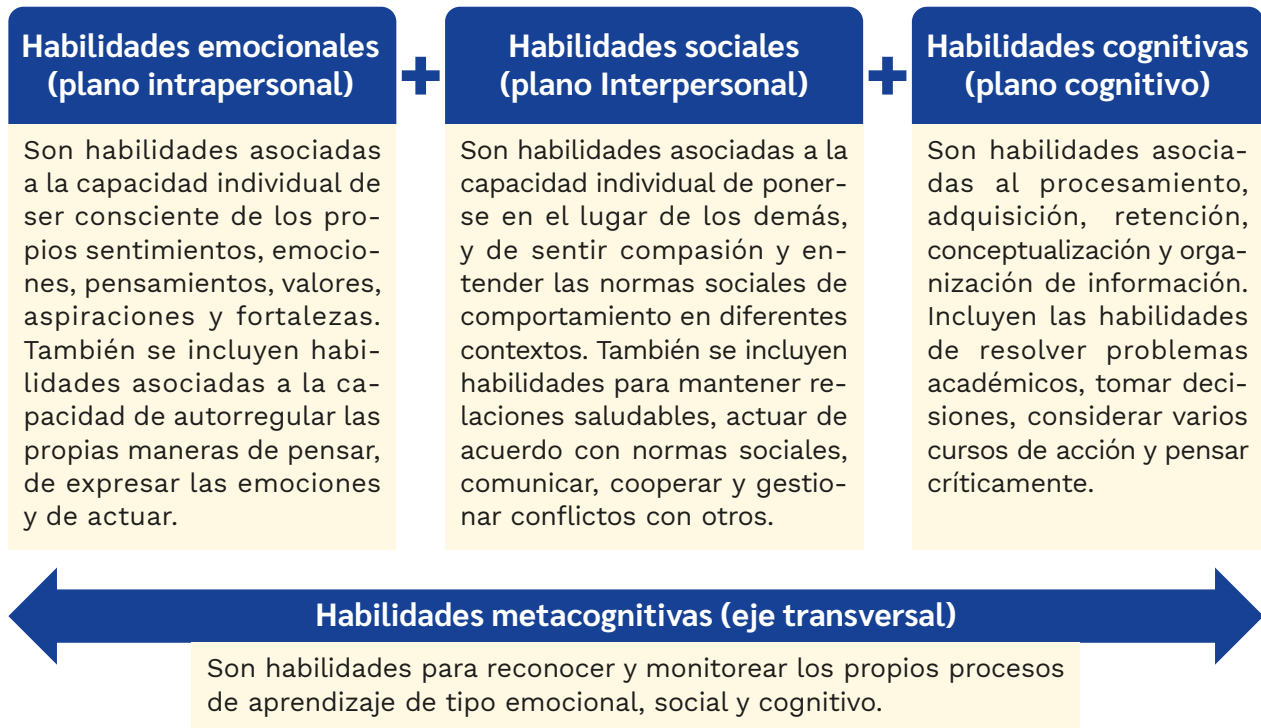 Habilidades emocionales
(plano intrapersonal)
Son habilidades asociadas
a la capacidad individual de
ser consciente de los pro-
pios sentimientos, emocio-
nes, pensamientos, valores,
aspiraciones y fortalezas.
También se incluyen habi-
lidades asociadas a la ca-
pacidad de autorregular las
propias maneras de pensar,
de expresar las emociones
y de actuar.
+
Habilidades sociales
(plano Interpersonal)
Son habilidades asociadas a la
capacidad individual de poner-
se en el lugar de los demás,
y de sentir compasión y en-
tender las normas sociales de
comportamiento en diferentes
contextos. También se incluyen
habilidades para mantener re-
laciones saludables, actuar de
acuerdo con normas sociales,
comunicar, cooperar y gestio-
nar conflictos con otros.
+
Habilidades cognitivas
(plano cognitivo)
Son habilidades asocia-
das al procesamiento,
adquisición, retención,
conceptualización y orga-
nización de información.
Incluyen las habilidades
de resolver problemas
académicos, tomar deci-
siones, considerar varios
cursos de acción y pensar
críticamente.
Habilidades metacognitivas (eje transversal)
Son habilidades para reconocer y monitorear los propios procesos
de aprendizaje de tipo emocional, social y cognitivo.